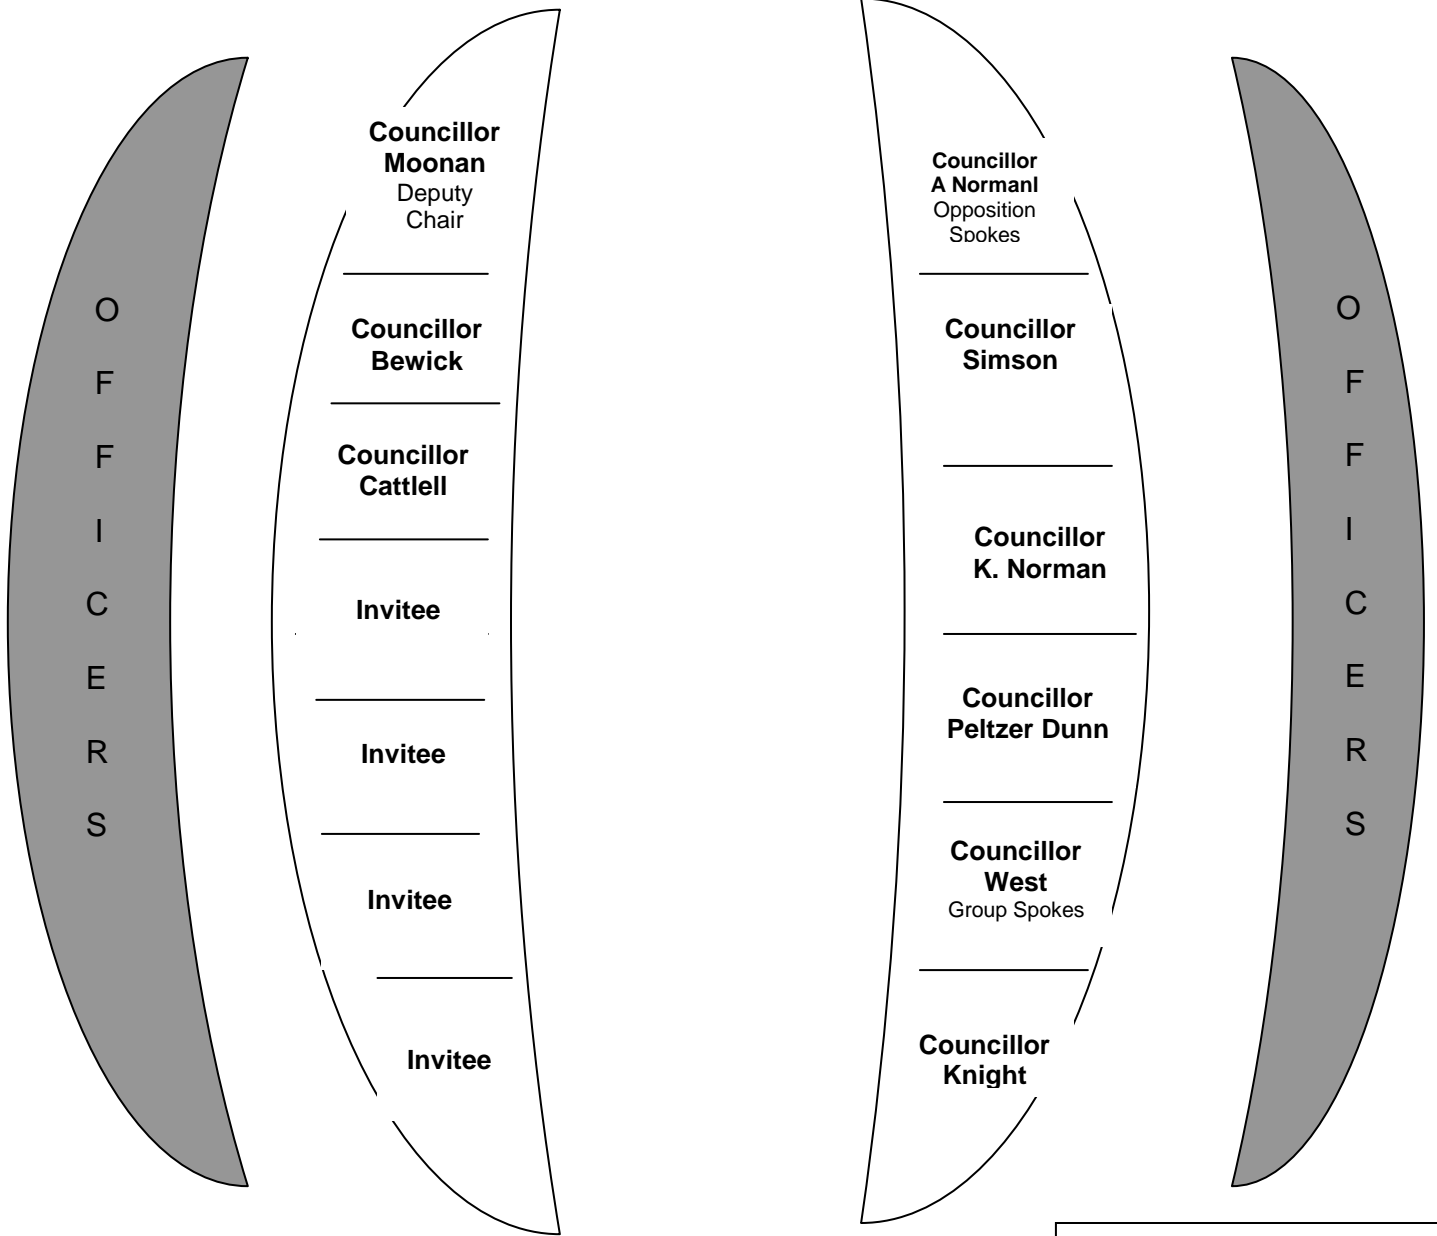 O
F
F
I
C
E
R
S
Councillor
Moonan
Deputy
Chair
Councillor
Bewick
Councillor
Cattlell
Invitee
Invitee
Invitee
Invitee
Councillor
A Normanl
Opposition
Spokes
Councillor
Simson
Councillor
K. Norman
Councillor
Peltzer Dunn
Councillor
West
Group Spokes
Councillor
Knight
O
F
F
I
C
E
R
S